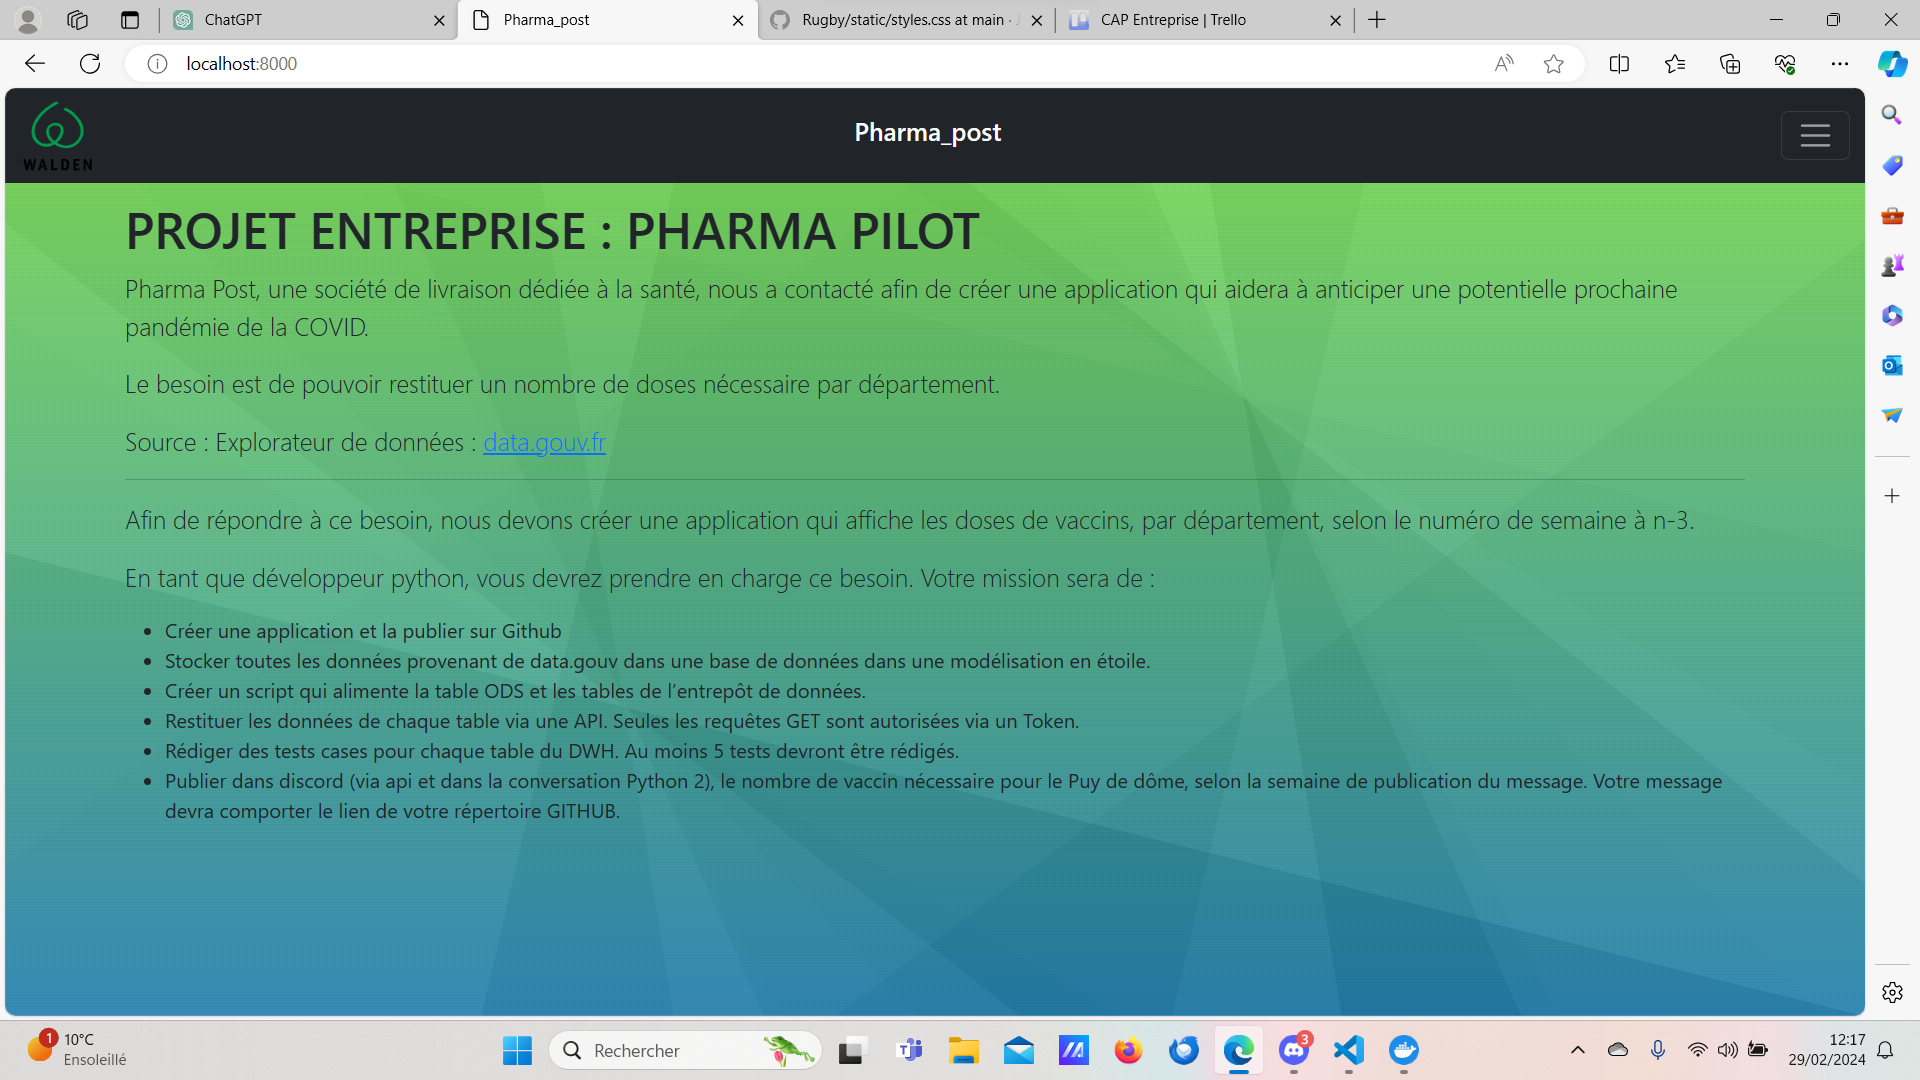 ChatGPT
Pharma_post
Rugby/static/styles.css at main ·
CAP Entreprise | Trello
localhost:8000
WALDEN
Pharma_post
PROJET ENTREPRISE : PHARMA PILOT
Pharma Post, une société de livraison dédiée à la santé, nous a contacté afin de créer une application qui aidera à anticiper une potentielle prochaine
pandémie de la COVID.
Le besoin est de pouvoir restituer un nombre de doses nécessaire par département.
Source : Explorateur de données : data.gouv.fr
Afin de répondre à ce besoin, nous devons créer une application qui affiche les doses de vaccins, par département, selon le numéro de semaine à n-3.
En tant que développeur python, vous devrez prendre en charge ce besoin. Votre mission sera de :
• Créer une application et la publier sur Github
• Stocker toutes les données provenant de data.gouv dans une base de données dans une modélisation en étoile.
• Créer un script qui alimente la table ODS et les tables de l’entrepôt de données.
• Restituer les données de chaque table via une API. Seules les requêtes GET sont autorisées via un Token.
• Rédiger des tests cases pour chaque table du DWH. Au moins 5 tests devront être rédigés.
• Publier dans discord (via api et dans la conversation Python 2), le nombre de vaccin nécessaire pour le Puy de dôme, selon la semaine de publication du message. Votre message
devra comporter le lien de votre répertoire GITHUB.
1
10°C
Ensoleillé
Rechercher
3
12:17
29/02/2024